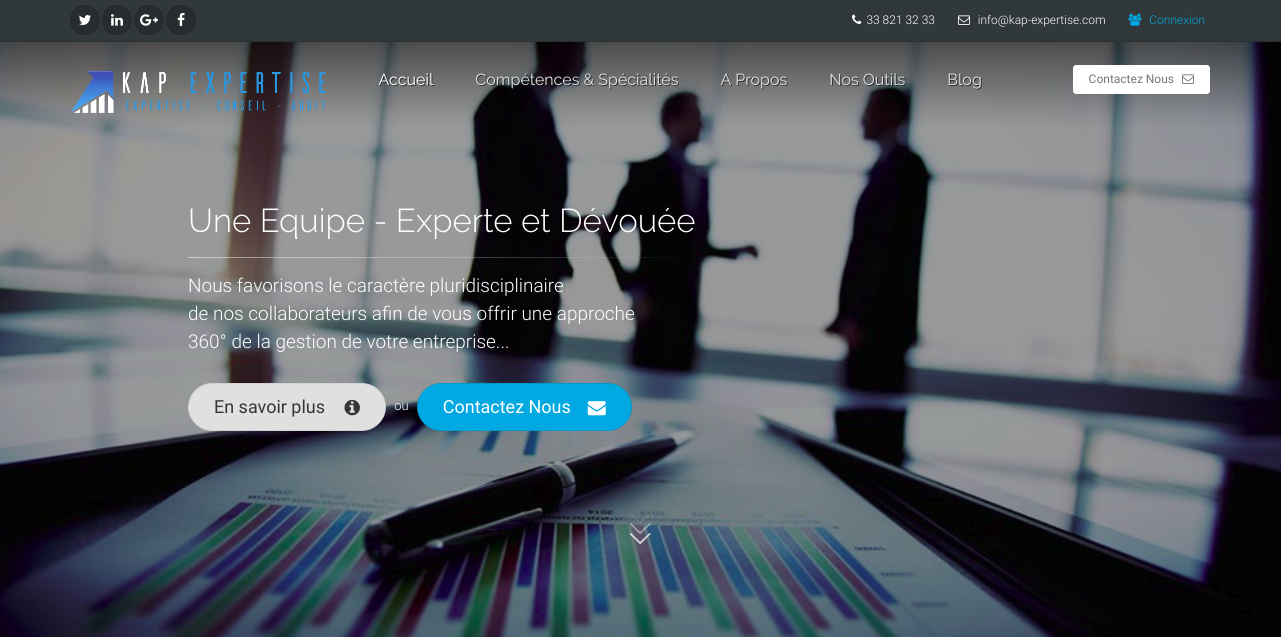 33 821 32 33
info@kap-expertise.com
Connexion
KAP EXPERTISE
EXPERTISE - CONSEIL - AUDIT
Accueil
Compétences & Spécialités
A Propos
Nos Outils
Blog
Contactez Nous
Une Equipe - Experte et Dévouée
Nous favorisons le caractère pluridisciplinaire
de nos collaborateurs afin de vous offrir une approche
360° de la gestion de votre entreprise...
En savoir plus
ou
Contactez Nous